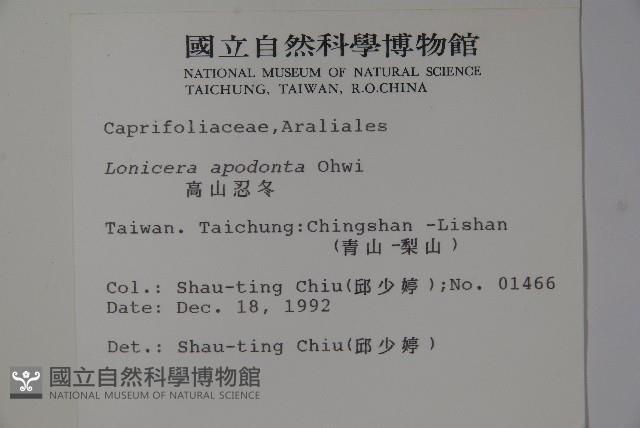 國立自然科學博物館
NATIONAL MUSEUM OF NATURAL SCIENCE
TAICHUNG, TAIWAN, R.O.CHINA
Caprifoliaceae,Araliales
Lonicera apodonta Ohwi
高山忍冬
Taiwan. Taichung:Chingshan -Lishan
(青山-梨山)
Col.: Shau-ting Chiu(邱少婷);No. 01466
Date: Dec. 18, 1992
Det.: Shau-ting Chiu(邱少婷)
國立自然科學博物館
NATIONAL MUSEUM OF NATURAL SCIENCE